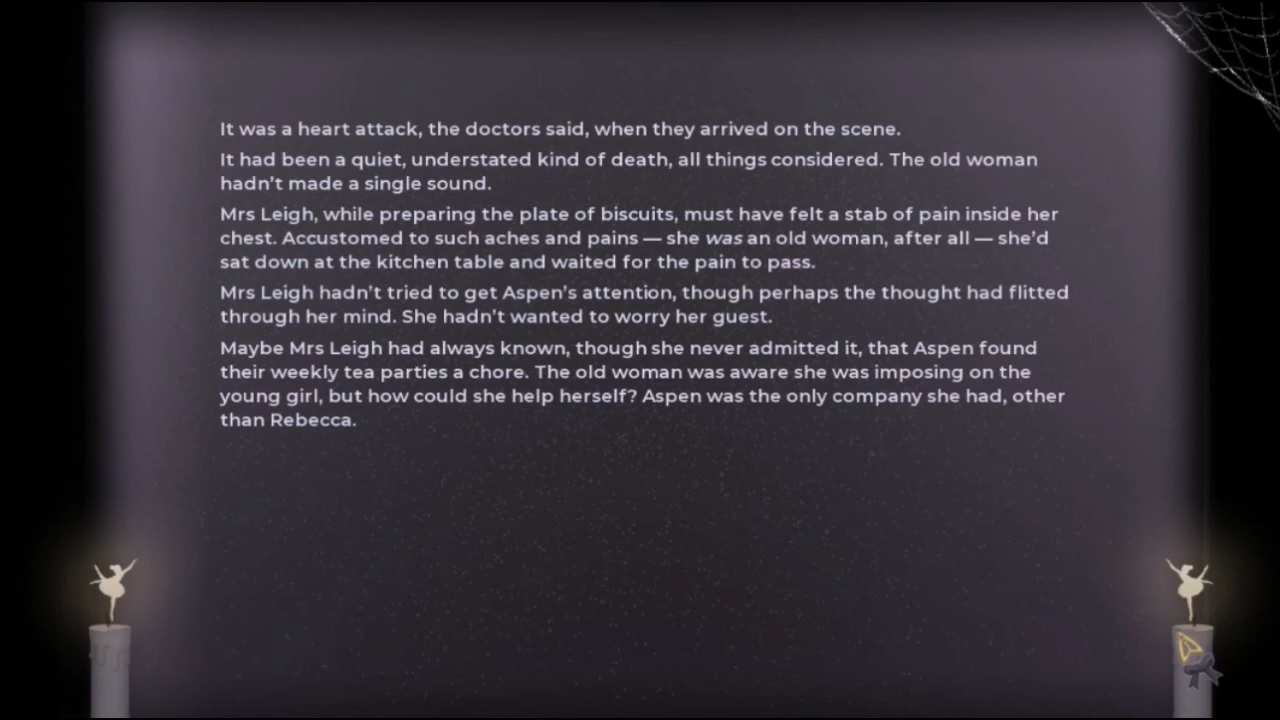 It was a heart attack, the doctors said, when they arrived on the scene.
It had been a quiet, understated kind of death, all things considered. The old woman
hadn’t made a single sound.
Mrs Leigh, while preparing the plate of biscuits, must have felt a stab of pain inside her
chest. Accustomed to such aches and pains — she was an old woman, after all — she’d
sat down at the kitchen table and waited for the pain to pass.
Mrs Leigh hadn’t tried to get Aspen’s attention, though perhaps the thought had flitted
through her mind. She hadn’t wanted to worry her guest.
Maybe Mrs Leigh had always known, though she never admitted it, that Aspen found
their weekly tea parties a chore. The old woman was aware she was imposing on the
young girl, but how could she help herself? Aspen was the only company she had, other
than Rebecca.